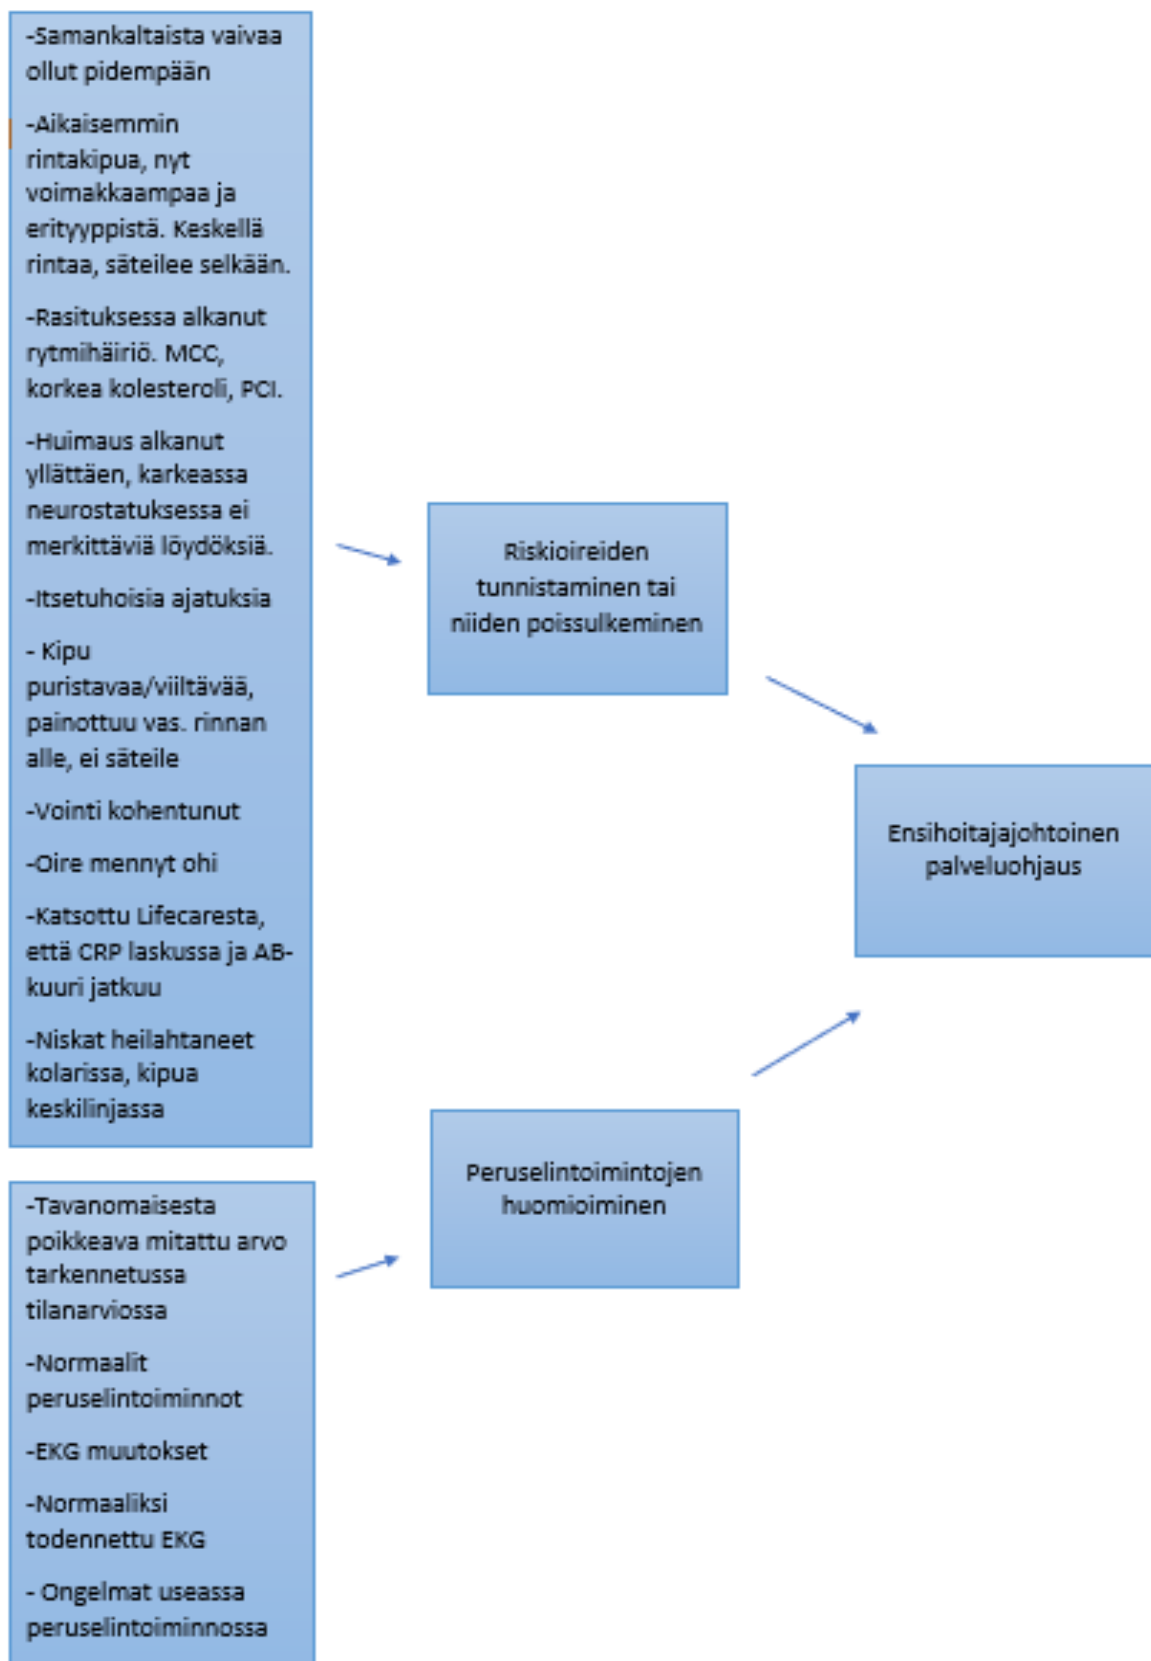 -Samankaltaista vaivaa
ollut pidempään
-Aikaisemmin
rintakipua, nyt
voimakkaampaa ja
erityyppistä. Keskellä
rintaa, säteilee selkään.
-Rasituksessa alkanut
rytmihäiriö. MCC,
korkea kolesteroli, PCI.
-Huimaus alkanut
yllättäen, karkeassa
neurostatuksessa ei
merkittäviä löydöksiä.
-Itsetuhoisia ajatuksia
- Kipu
puristavaa/viiltävää,
painottuu vas. rinnan
alle, ei säteile
-Vointi kohentunut
-Oire mennyt ohi
-Katsottu Lifecaresta,
että CRP laskussa ja AB-
kuuri jatkuu
-Niskat heilahtaneet
kolarissa, kipua
keskilinjassa
Riskioireiden
tunnistaminen tai
niiden poissulkeminen
Ensihoitajajohtoinen
palveluohjaus
Peruselintoimintojen
huomioiminen
-Tavanomaisesta
poikkeava mitattu arvo
tarkennetussa
tilanarviossa
-Normaalit
peruselintoiminnot
-EKG muutokset
-Normaaliksi
todennettu EKG
- Ongelmat useassa
peruselintoiminnossa